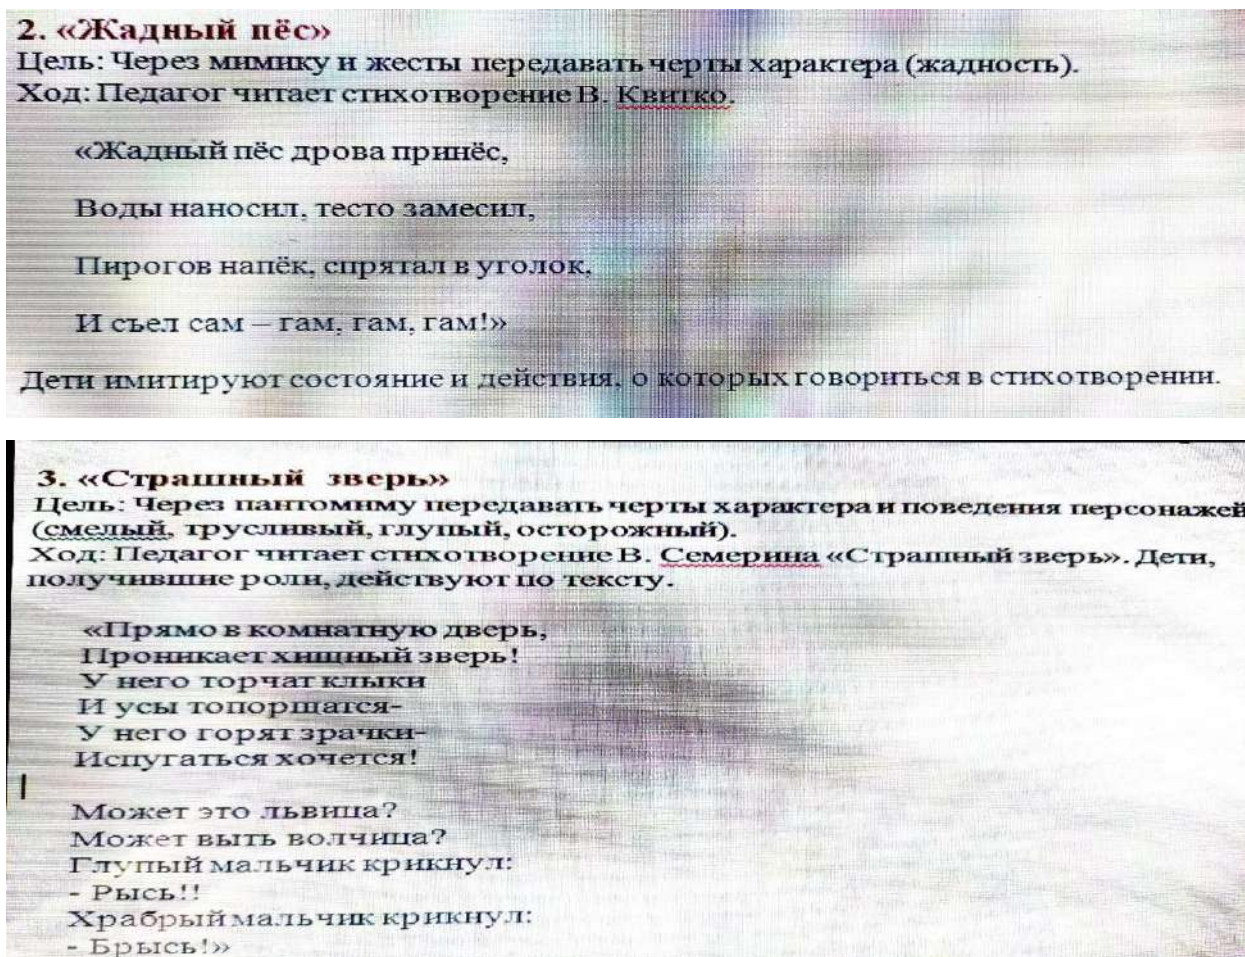 2. «Жадный пёс»
Цель: Через мимику и жесты передавать черты характера (жадность).
Ход: Педагог читает стихотворение В. Квитко.
«Жадный пёс дрова принёс,
Воды наносил, тесто замесил,
Пирогов напёк, спрятал в уголок,
И съел сам – гам, гам, гам!»
Дети имитируют состояние и действия, о которых говориться в стихотворении.
3. «Страшный зверь»
Цель: Через пантомиму передавать черты характера и поведения персонажей
(смелый, трусливый, глупый, осторожный).
Ход: Педагог читает стихотворение В. Семерина «Страшный зверь». Дети,
получившие роли, действуют по тексту.
«Прямо в комнатную дверь,
Проникает хищный зверь!
У него торчат клыки
И усы топорщатся-
У него горят зрачки-
Испугаться хочется!
Может это львица?
Может выть волчица?
Глупый мальчик крикнул:
- Рысь!!
Храбрый мальчик крикнул:
- Брысь!»